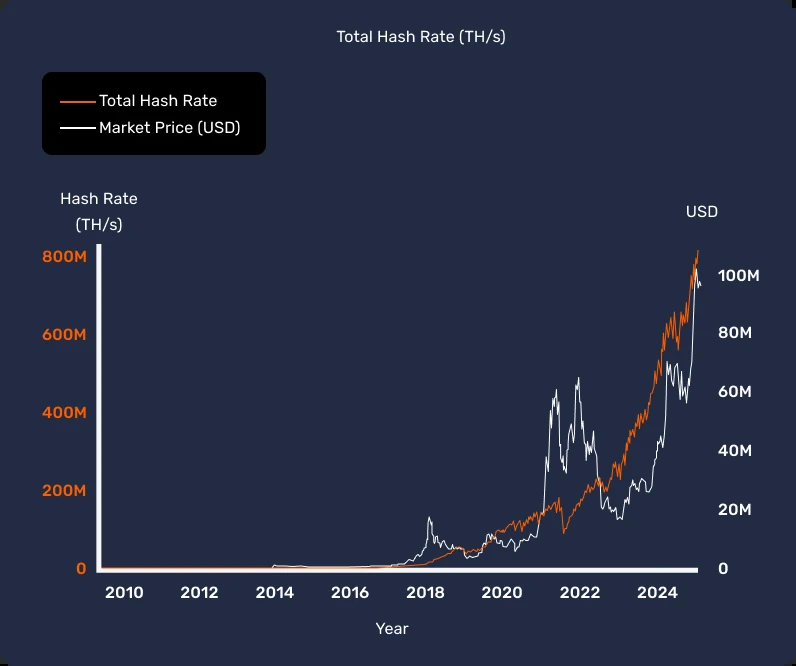 Total Hash Rate (TH/s)
Total Hash Rate
Market Price (USD)
Hash Rate
(TH/s)
USD
800M
100M
600M
80M
60M
400M
40M
200M
20M
0
0
2010 2012 2014 2016 2018 2020 2022 2024
Year